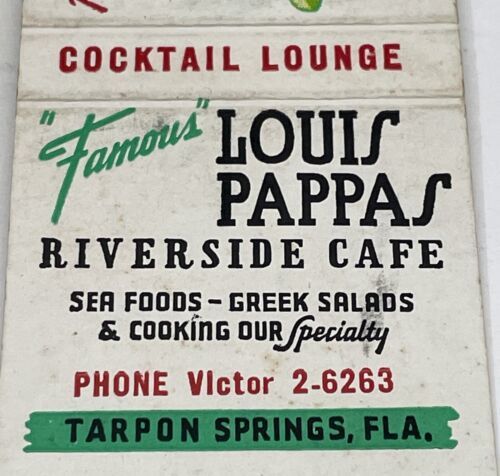 COCKTAIL LOUNGE
"Famous" LOUIS
PAPPAS
RIVERSIDE CAFE
SEA FOODS - GREEK SALADS
& COOKING OUR Specialty
PHONE VIctor 2-6263
TARPON SPRINGS, FLA.